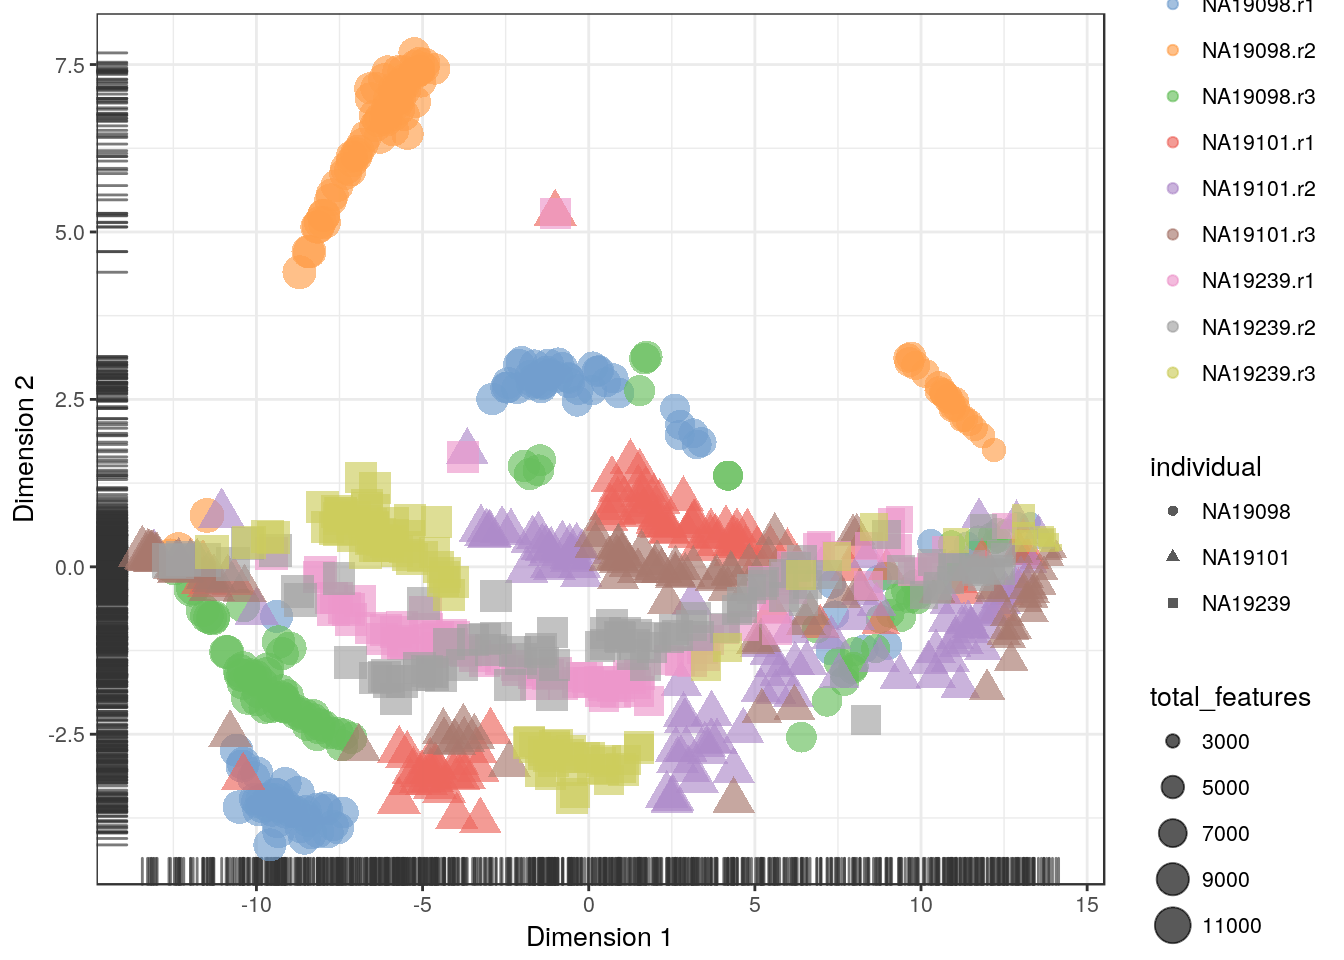 NA19098.r1
NA19098.r2
NA19098.r3
NA19101.r1
NA19101.r2
NA19101.r3
NA19239.r1
NA19239.r2
NA19239.r3
individual
NA19098
NA19101
NA19239
total_features
3000
5000
7000
9000
11000
7.5
5.0
2.5
0.0
-2.5
Dimension 2
-10
-5
0
5
10
15
Dimension 1